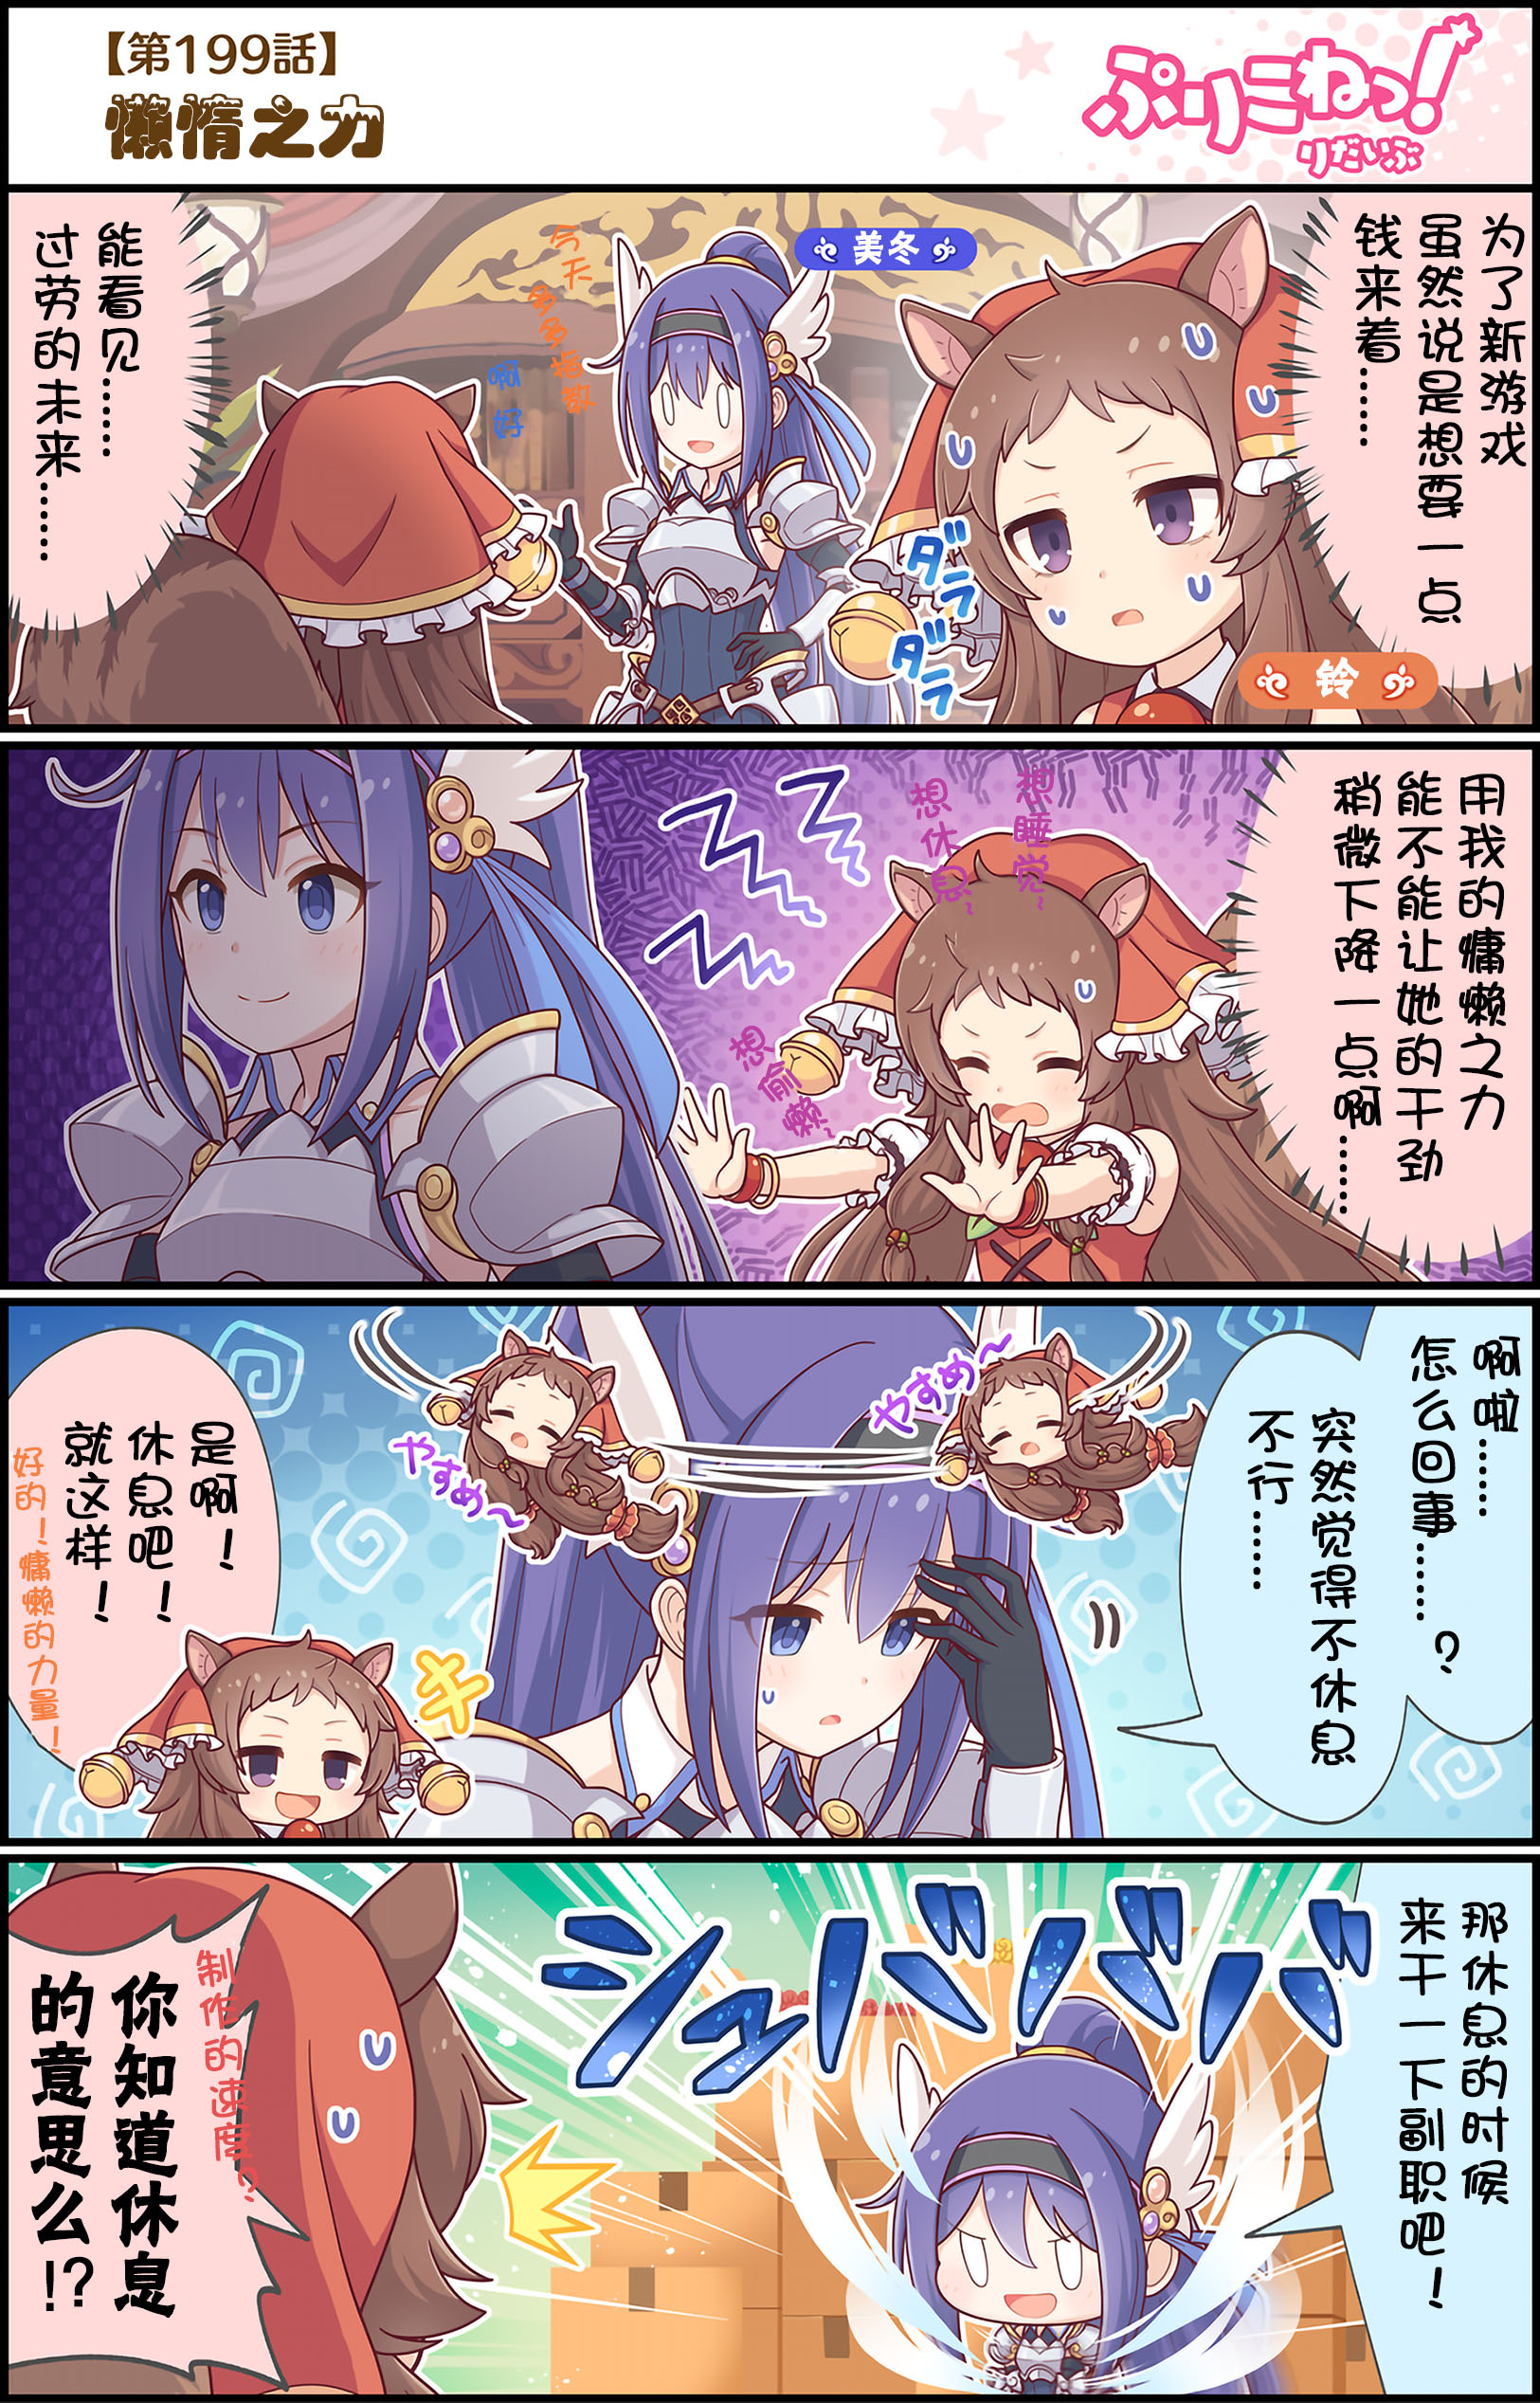 【第199話】
懒惰之力
ぷりこねっ!
りだいぶ
为了新游戏
虽然说是想要一点
钱来着……
美冬
铃
今天
多多指教
啊
好
ダラ
ダラ
能看见……
过劳的未来……
用我的慵懒之力
能不能让她的干劲
稍微下降一点啊……
想睡觉~
想休息~
想偷懒~
啊啦……
怎么回事……?
突然觉得不休息
不行……
やすめ〜
やすめ〜
是啊!
休息吧!
就这样!
好的!慵懒的力量!
キ
那休息的时候
来干一下副职吧!
シュババババ
制作的速度?
你知道休息
的意思么!?